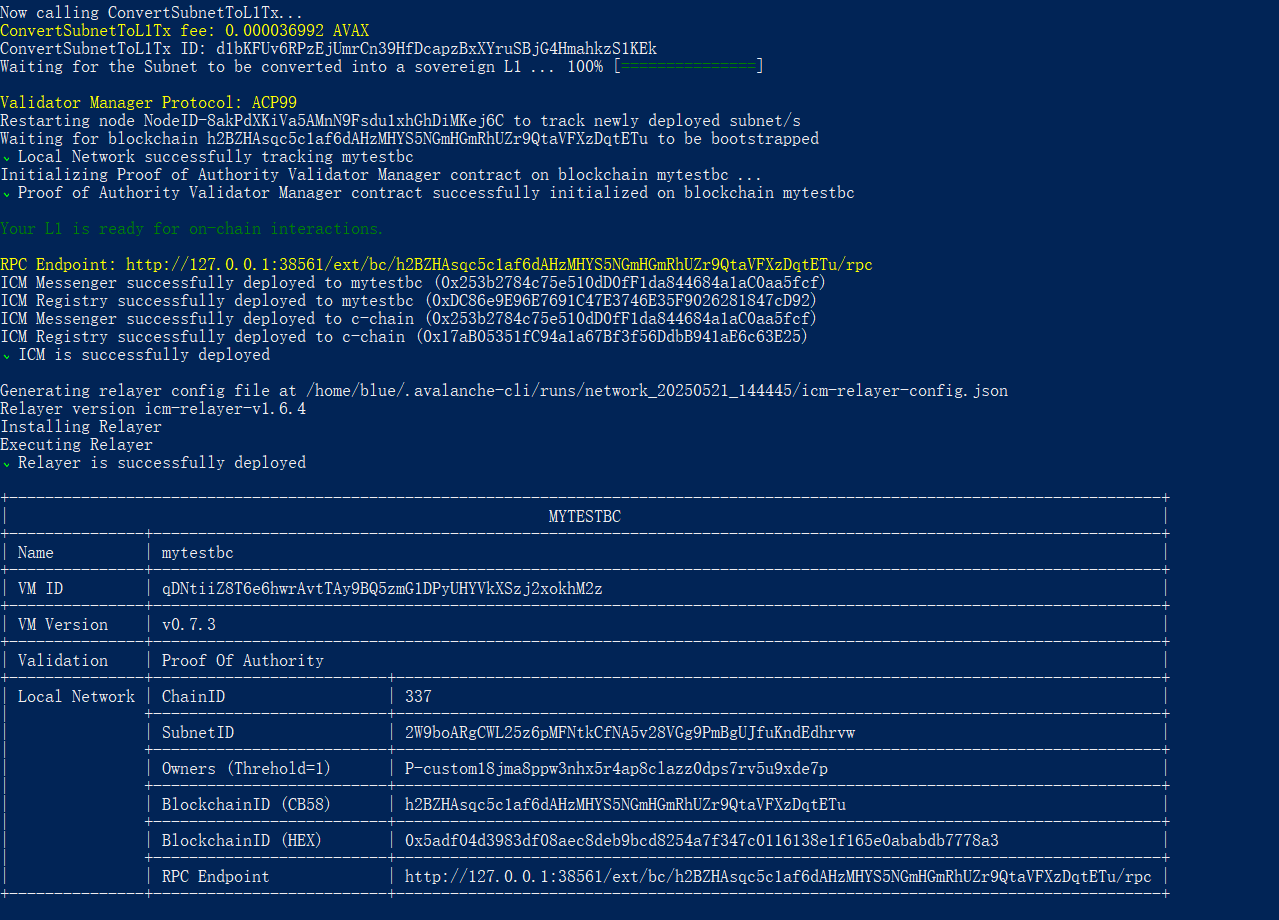 Now calling ConvertSubnetToL1Tx...
ConvertSubnetToL1Tx fee: 0.000036992 AVAX
ConvertSubnetToL1Tx ID: d1bKFUv6RPzEjUmrCn39HfDcapzBxXYruSBjG4HmahkzS1KEk
Waiting for the Subnet to be converted into a sovereign L1 ... 100% [===============]
Validator Manager Protocol: ACP99
Restarting node NodeID-8akPdXKiVa5AMnN9Fsdu1xhGhDiMKej6C to track newly deployed subnet/s
Waiting for blockchain h2BZHAsqc5c1af6dAHzMHYS5NGmHGmRhUZr9QtaVFXzDqtETu to be bootstrapped
✓ Local Network successfully tracking mytestbc
Initializing Proof of Authority Validator Manager contract on blockchain mytestbc ...
✓ Proof of Authority Validator Manager contract successfully initialized on blockchain mytestbc
Your L1 is ready for on-chain interactions.
RPC Endpoint: http://127.0.0.1:38561/ext/bc/h2BZHAsqc5c1af6dAHzMHYS5NGmHGmRhUZr9QtaVFXzDqtETu/rpc
ICM Messenger successfully deployed to mytestbc (0x253b2784c75e510dD0fF1da844684a1aC0aa5fcf)
ICM Registry successfully deployed to mytestbc (0xDC86e9E96E7691C47E3746E35F9026281847cD92)
ICM Messenger successfully deployed to c-chain (0x253b2784c75e510dD0fF1da844684a1aC0aa5fcf)
ICM Registry successfully deployed to c-chain (0x17aB05351fC94a1a67Bf3f56DdbB941aE6c63E25)
✓ ICM is successfully deployed
Generating relayer config file at /home/blue/.avalanche-cli/runs/network_20250521_144445/icm-relayer-config.json
Relayer version icm-relayer-v1.6.4
Installing Relayer
Executing Relayer
✓ Relayer is successfully deployed
MYTESTBC
Name mytestbc
VM ID qDNtiiZ8T6e6hwrAvtTAy9BQ5zmG1DPyUHYVkXSzj2xokhM2z
VM Version v0.7.3
Validation Proof Of Authority
Local Network ChainID 337
SubnetID 2W9boARgCWL25z6pMFNtkCfNA5v28VGg9PmBgUJfuKndEdhrvw
Owners (Threhold=1) P-custom18jma8ppw3nhx5r4ap8clazz0dps7rv5u9xde7p
BlockchainID (CB58) h2BZHAsqc5c1af6dAHzMHYS5NGmHGmRhUZr9QtaVFXzDqtETu
BlockchainID (HEX) 0x5adf04d3983df08aec8deb9bcd8254a7f347c0116138e1f165e0ababdb7778a3
RPC Endpoint http://127.0.0.1:38561/ext/bc/h2BZHAsqc5c1af6dAHzMHYS5NGmHGmRhUZr9QtaVFXzDqtETu/rpc